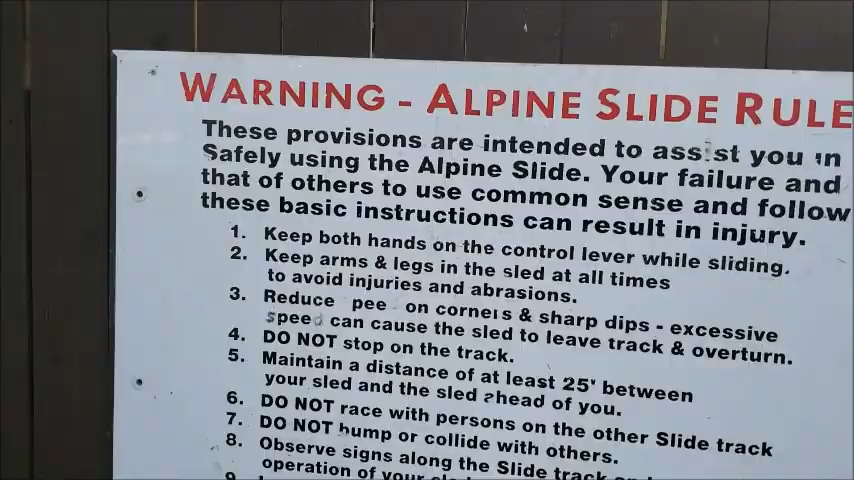 WARNING - ALPINE SLIDE RULE
These provisions are intended to assist you in
Safely using the Alpine Slide. Your failure and
that of others to use common sense and follow
these basic instructions can result in injury.
1. Keep both hands on the control lever while sliding.
2. Keep arms & legs in the sled at all times
to avoid injuries and abrasions.
3. Reduce pee on corners & sharp dips - excessive
speed can cause the sled to leave track & overturn.
4. DO NOT stop on the track.
5. Maintain a distance of at least 25' between
your sled and the sled ahead of you.
6. DO NOT race with persons on the other Slide track
7. DO NOT bump or collide with others.
8. Observe signs along the Slide track
operation of your
9.